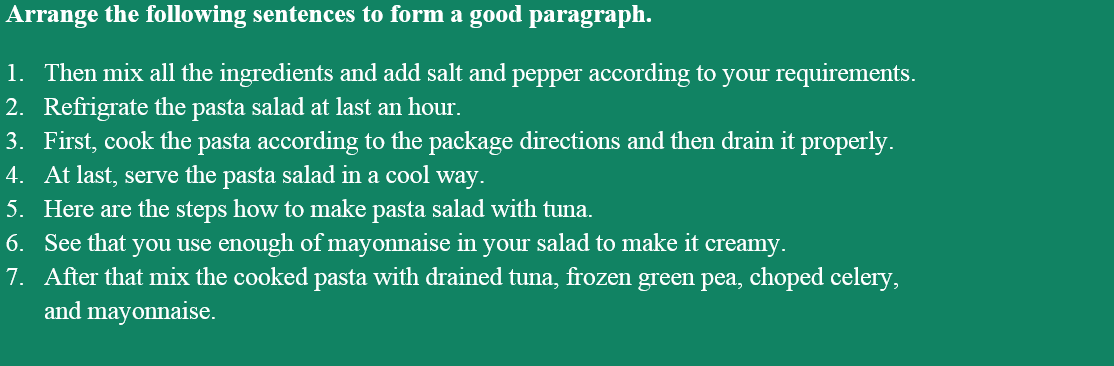 Arrange the following sentences to form a good paragraph.
1. Then mix all the ingredients and add salt and pepper according to your requirements.
2. Refrigrate the pasta salad at last an hour.
3. First, cook the pasta according to the package directions and then drain it properly.
4. At last, serve the pasta salad in a cool way.
5. Here are the steps how to make pasta salad with tuna.
6. See that you use enough of mayonnaise in your salad to make it creamy.
7. After that mix the cooked pasta with drained tuna, frozen green pea, choped celery,
and mayonnaise.